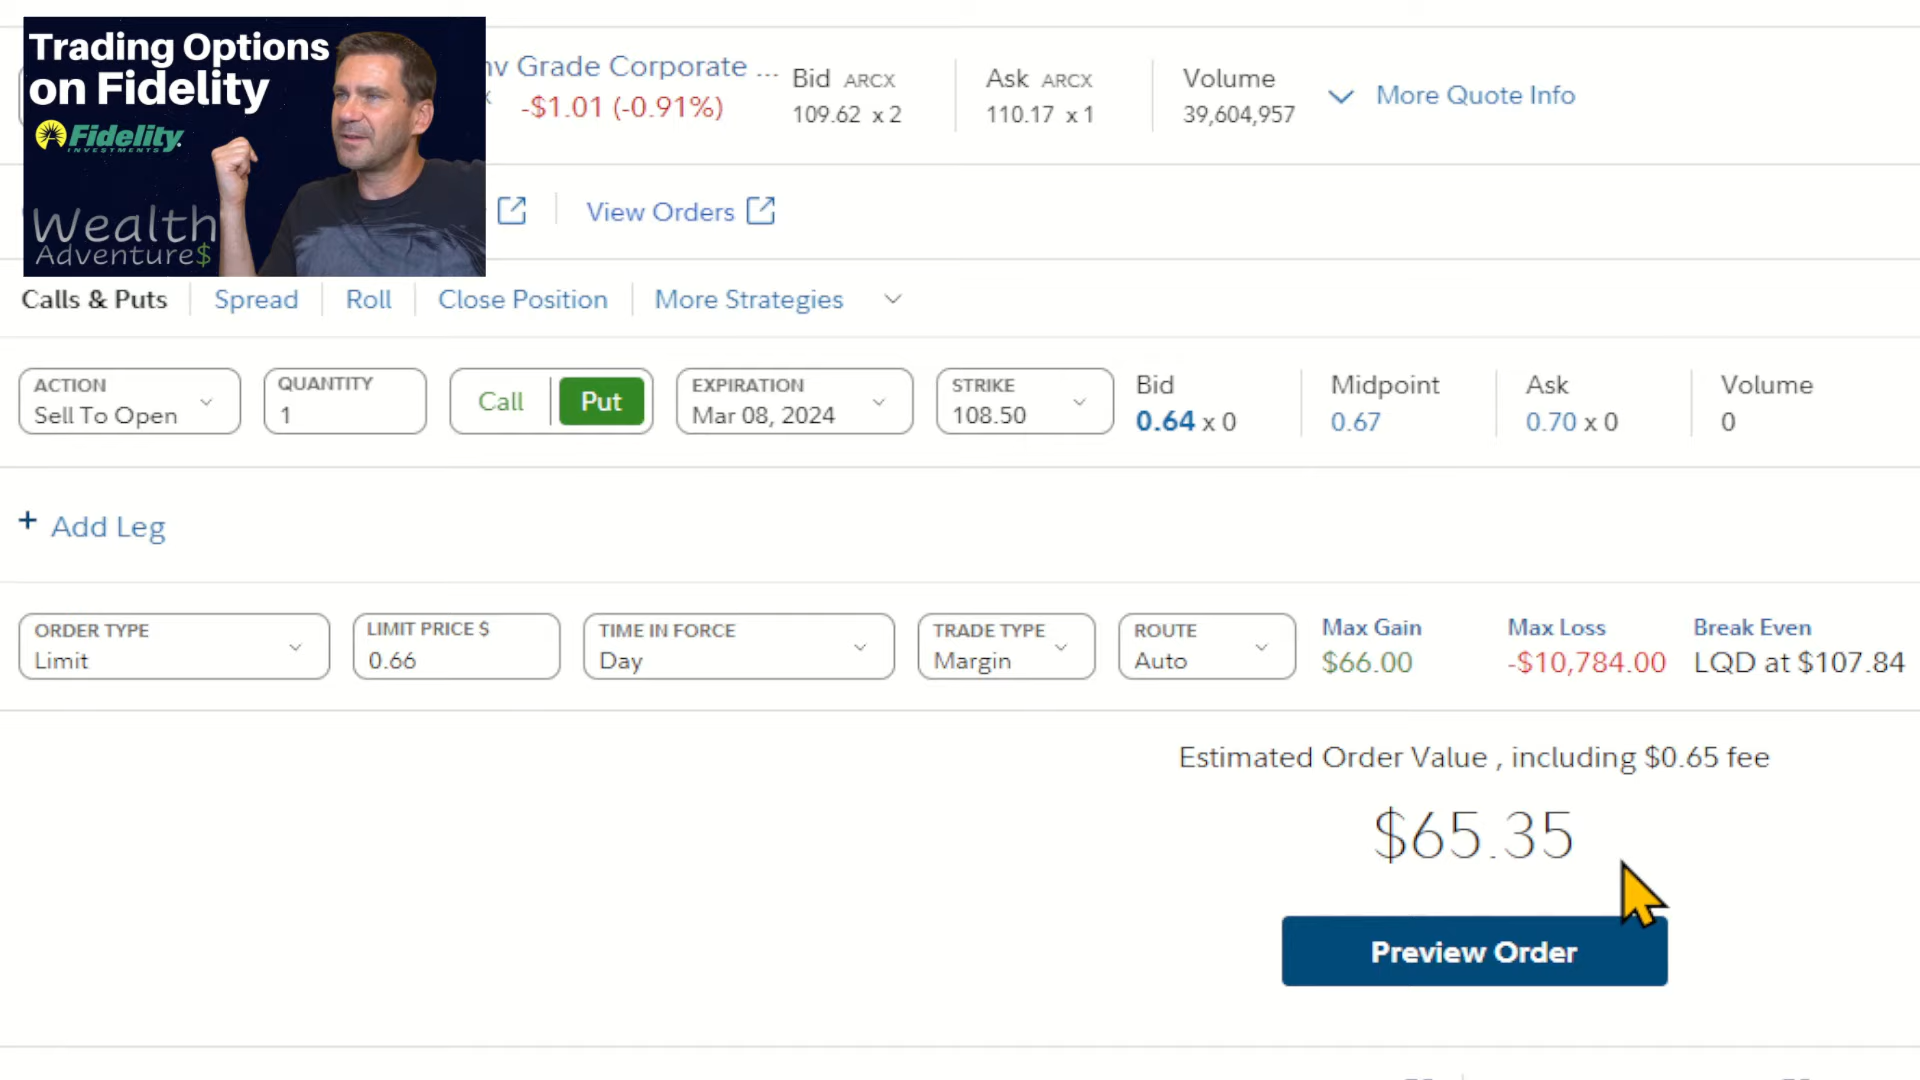 Trading Options
on Fidelity
Fidelity
INVESTMENTS
Wealth
Adventure$
nv Grade Corporate ...
-$1.01 (-0.91%)
Bid ARCX
109.62 x 2
Ask ARCX
110.17 x 1
Volume
39,604,957
More Quote Info
View Orders
Calls & Puts
Spread
Roll
Close Position
More Strategies
ACTION
Sell To Open
QUANTITY
1
Call
Put
EXPIRATION
Mar 08, 2024
STRIKE
108.50
Bid
0.64 x 0
Midpoint
0.67
Ask
0.70 x 0
Volume
0
+ Add Leg
ORDER TYPE
Limit
LIMIT PRICE $
0.66
TIME IN FORCE
Day
TRADE TYPE
Margin
ROUTE
Auto
Max Gain
$66.00
Max Loss
-$10,784.00
Break Even
LQD at $107.84
Estimated Order Value , including $0.65 fee
$65.35
Preview Order